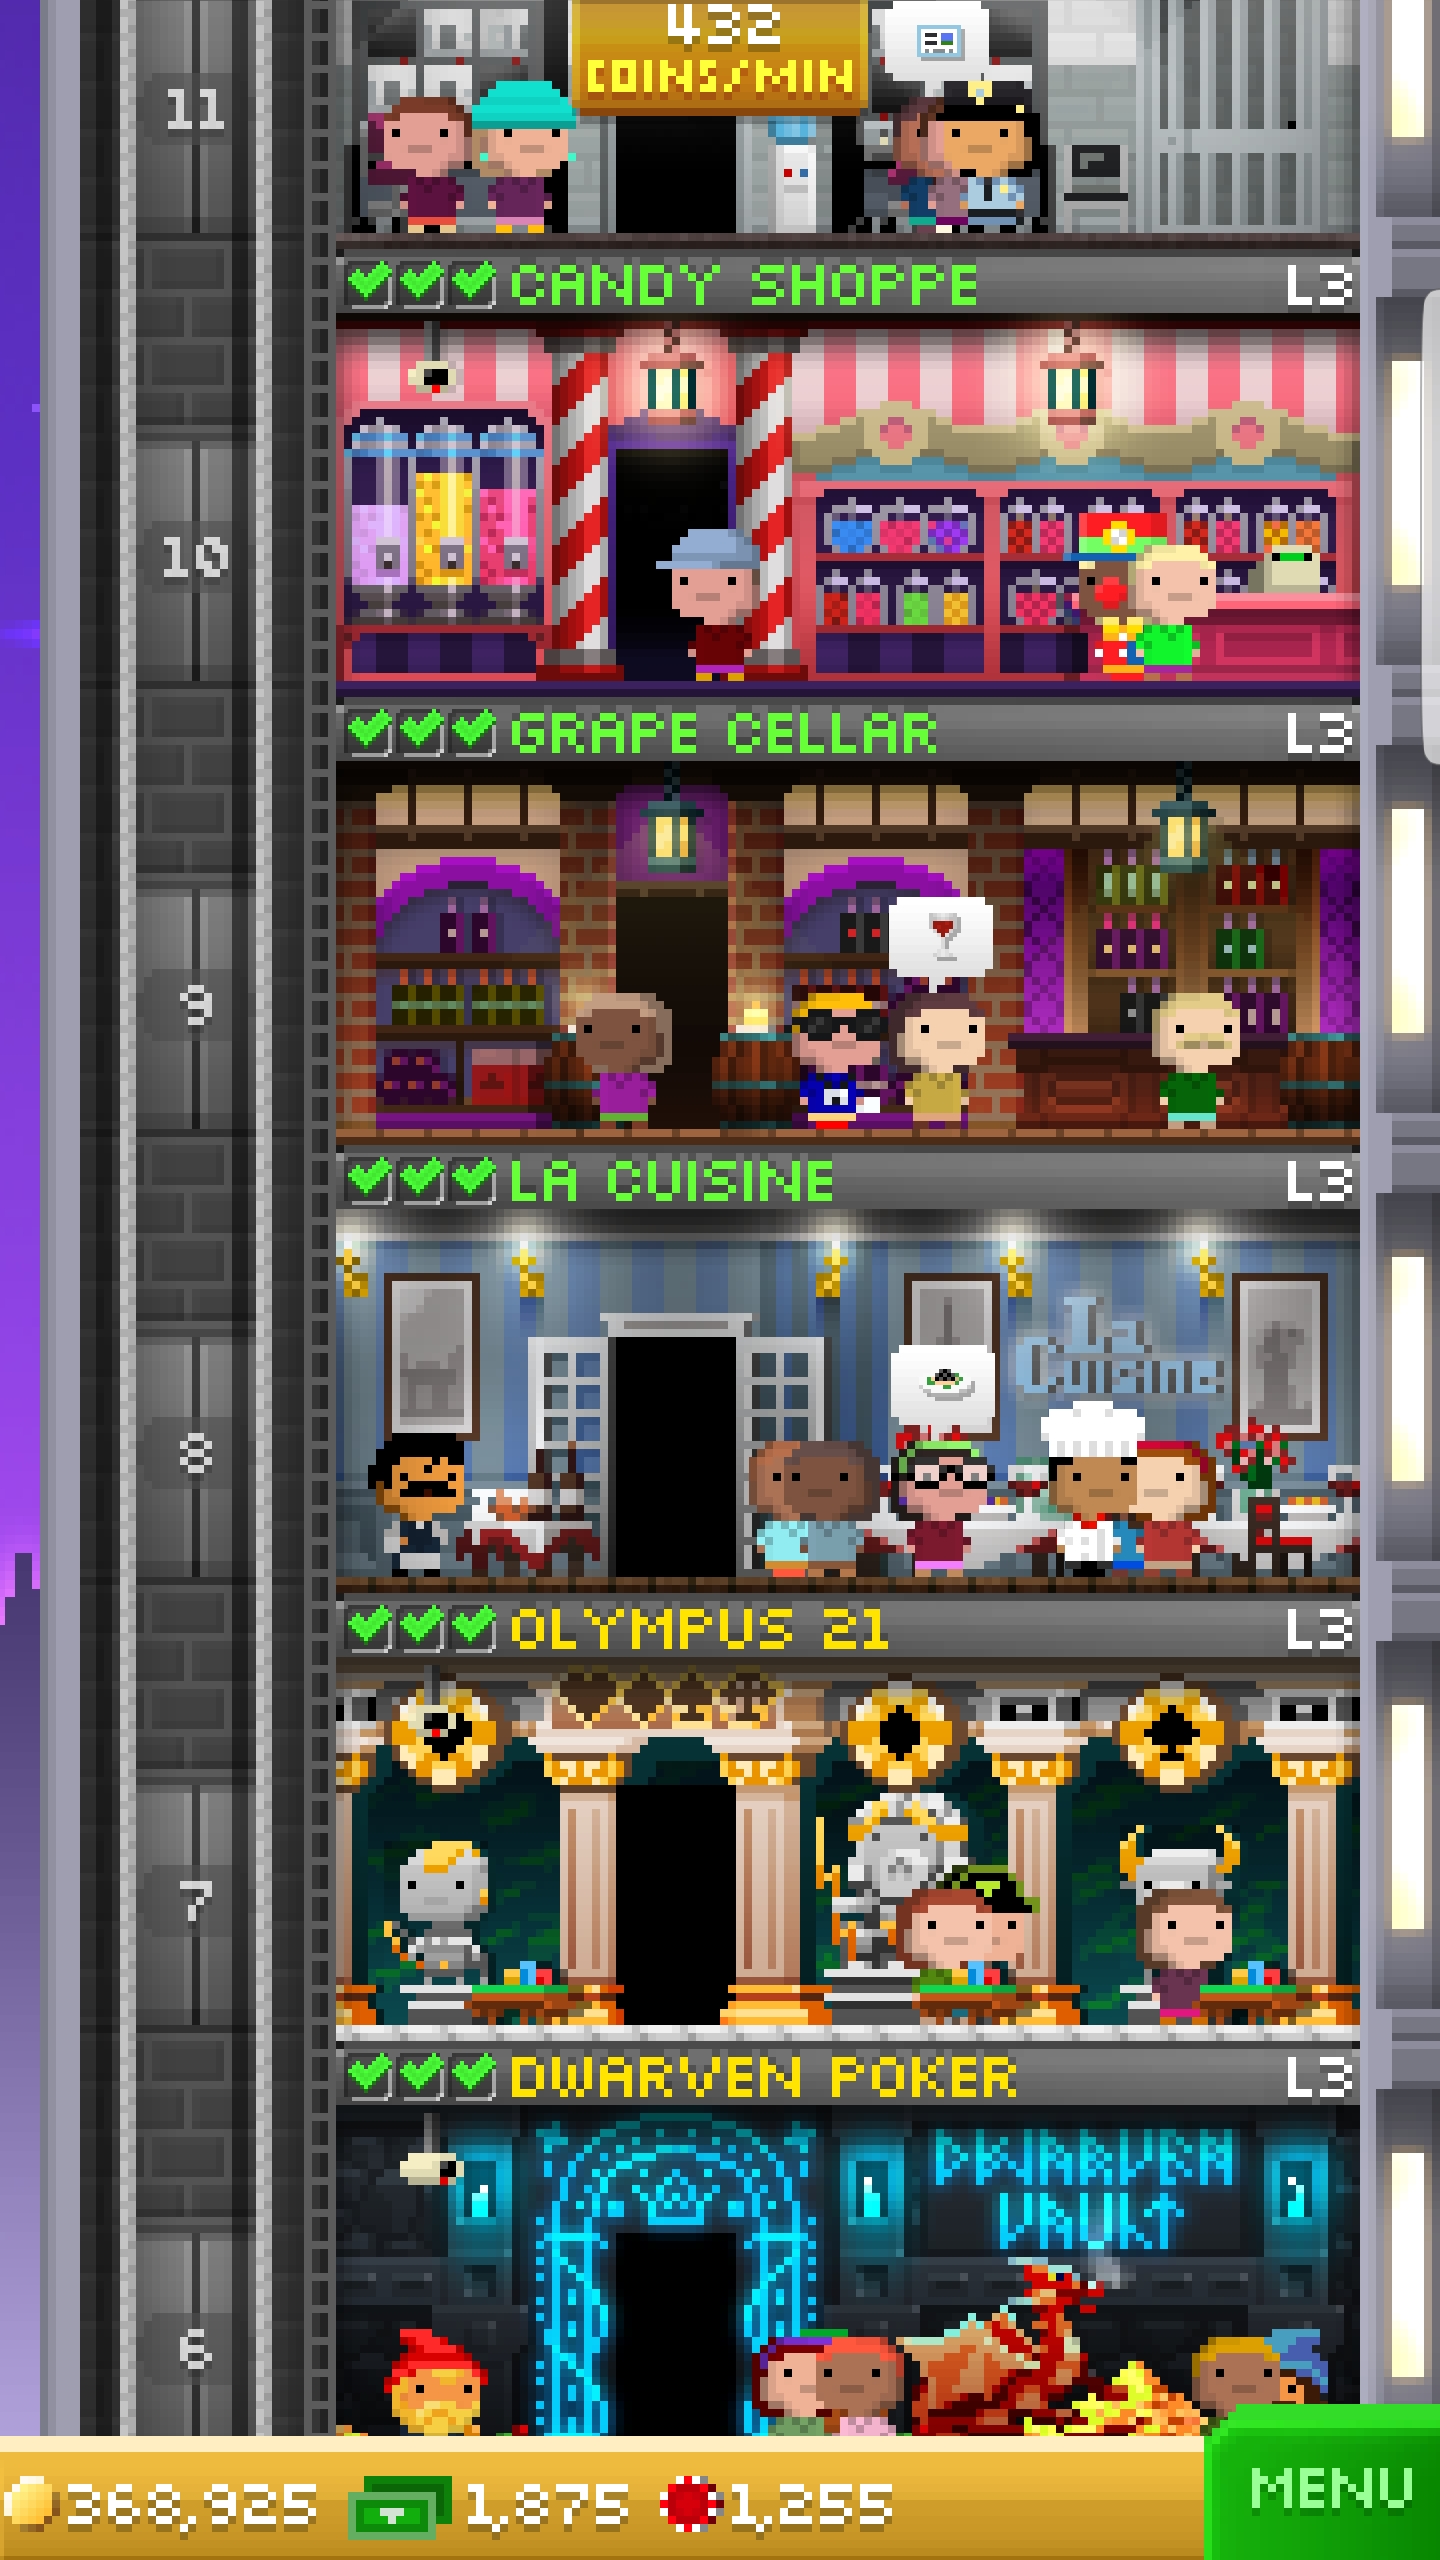 432
COINS/MIN
11
CANDY SHOPPE L3
10
GRAPE CELLAR L3
9
LA CUISINE L3
La
Cuisine
8
OLYMPUS 21 L3
7
DWARVEN POKER L3
DWARVEN
VAULT
6
368,925 1,875 1,255 MENU